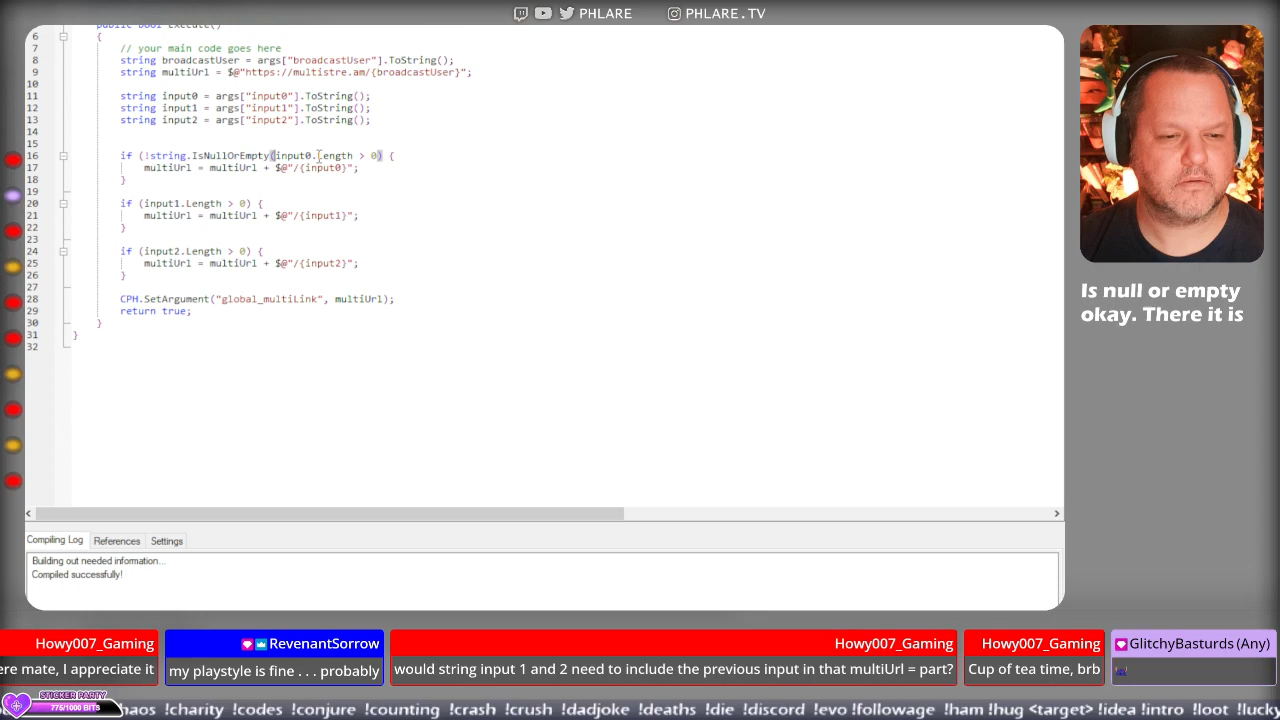 PHLARE
PHLARE.TV
6
{
7
// your main code goes here
8
string broadcastUser = args["broadcastUser"].ToString();
9
string multiUrl = $@"https://multistre.am/{broadcastUser}";
10
11
string input0 = args["input0"].ToString();
12
string input1 = args["input1"].ToString();
13
string input2 = args["input2"].ToString();
14
15
16
if (!string.IsNullOrEmpty(input0.Length > 0) {
17
multiUrl = multiUrl + $@"/{input0}";
18
}
19
20
if (input1.Length > 0) {
21
multiUrl = multiUrl + $@"/{input1}";
22
}
23
24
if (input2.Length > 0) {
25
multiUrl = multiUrl + $@"/{input2}";
26
}
27
28
CPH.SetArgument("global_multiLink", multiUrl);
29
return true;
30
}
31
}
32
Is null or empty
okay. There it is
Compiling Log
References
Settings
Building out needed information...
Compiled successfully!
Howy007_Gaming
ere mate, I appreciate it
RevenantSorrow
my playstyle is fine . . . probably
Howy007_Gaming
would string input 1 and 2 need to include the previous input in that multiUrl = part?
Howy007_Gaming
Cup of tea time, brb
GlitchyBasturds (Any)
STICKER PARTY
775/1000 BITS
haos !charity !codes !conjure !counting !crash !crush !dadjoke !deaths !die !discord !evo !followage !ham !hug <target> !idea !intro !loot !lucky